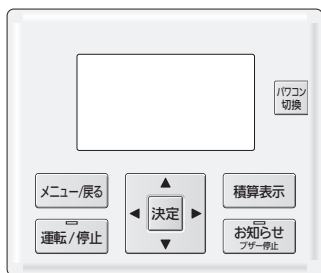 パワコン
切換
メニュー/戻る
▲
積算表示
◀ 決定 ▶
運転/停止
▼
お知らせ
ブザー停止